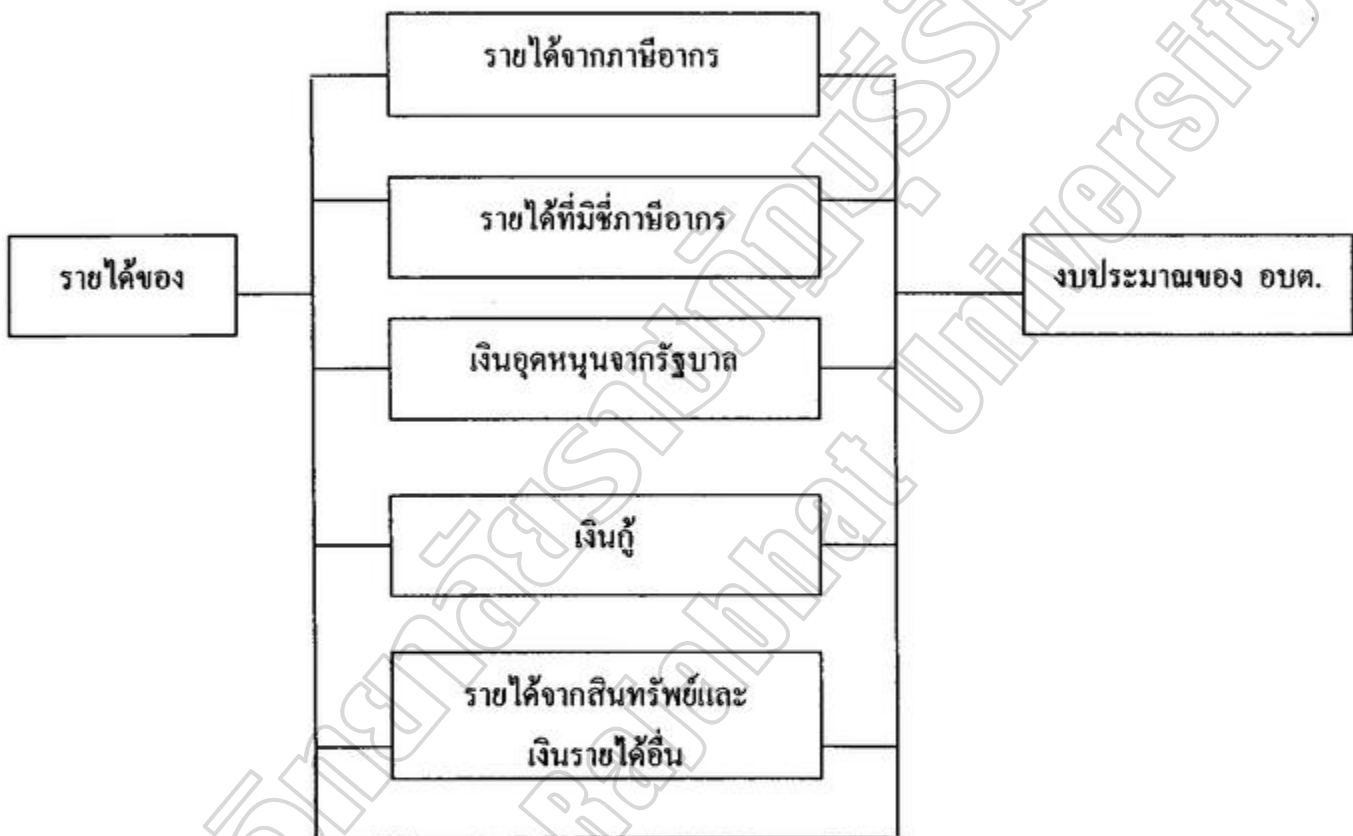 รายได้จากภาษีอากร
รายได้ที่มิชี่ภาษีอากร
รายได้ของ
งบประมาณของ อบต.
เงินอุดหนุนจากรัฐบาล
เงินกู้
รายได้จากสินทรัพย์และ
เงินรายได้อื่น
Rajabhat University